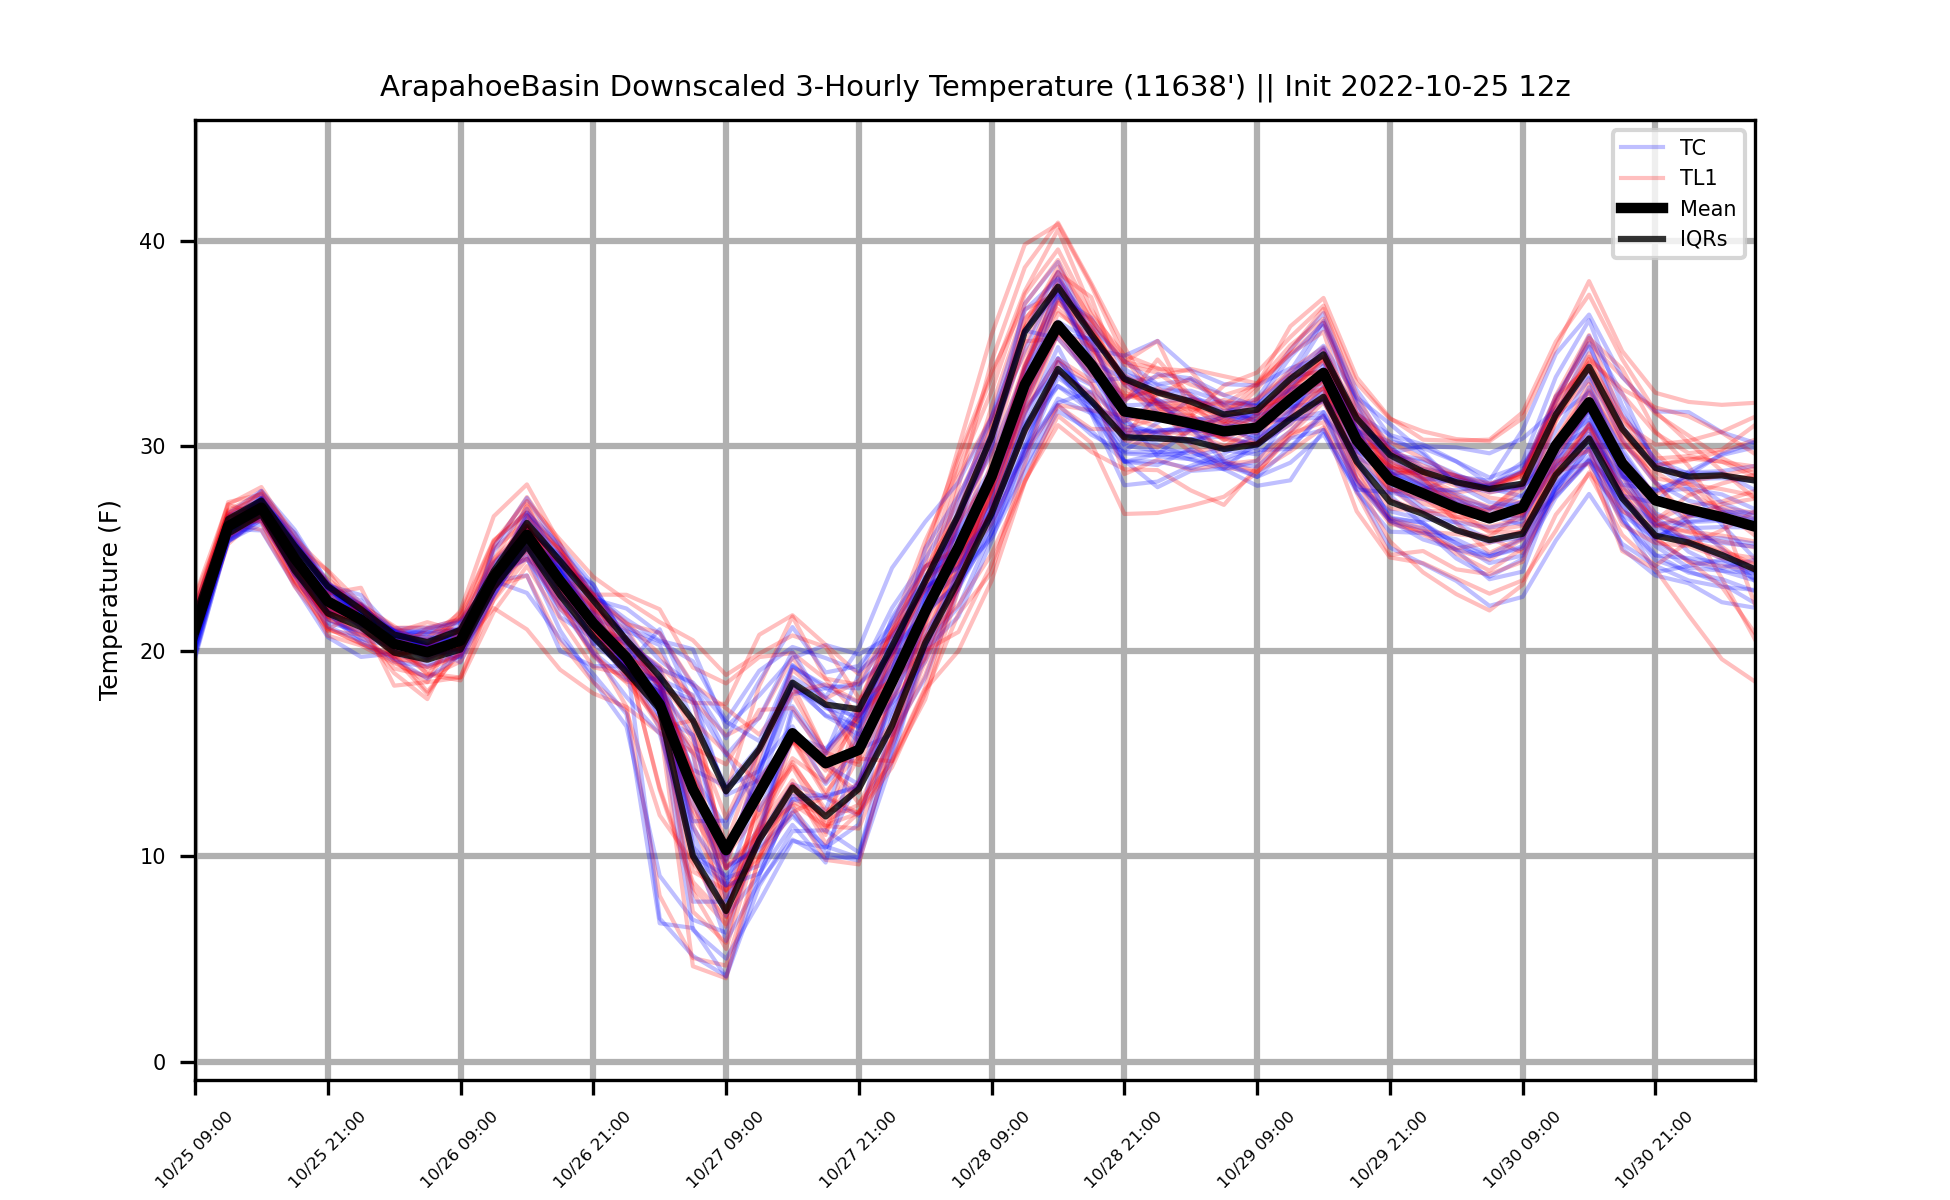 ArapahoeBasin Downscaled 3-Hourly Temperature (11638') || Init 2022-10-25 12z
TC
TL1
Mean
IQRs
Temperature (F)
40
30
20
10
0
10/25 09:00
10/25 21:00
10/26 09:00
10/26 21:00
10/27 09:00
10/27 21:00
10/28 09:00
10/28 21:00
10/29 09:00
10/29 21:00
10/30 09:00
10/30 21:00